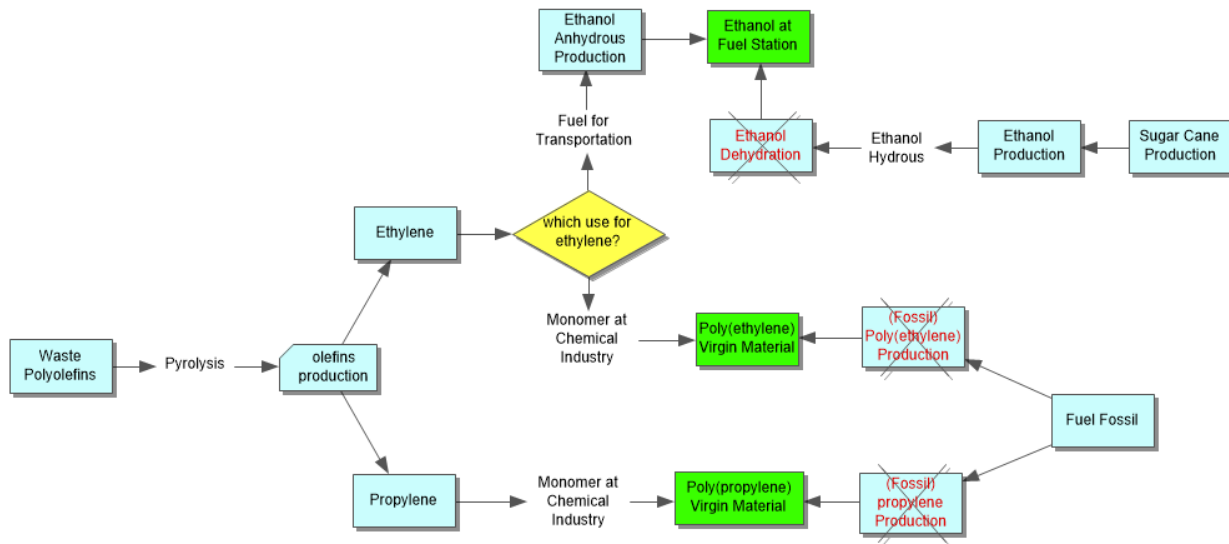 Ethanol
Anhydrous
Production
Ethanol at
Fuel Station
Fuel for
Transportation
Ethanol
Dehydration
Ethanol
Hydrous
Ethanol
Production
Sugar Cane
Production
Ethylene
which use for
ethylene?
Monomer at
Chemical
Industry
Poly(ethylene)
Virgin Material
(Fossil)
Poly(ethylene)
Production
Waste
Polyolefins
Pyrolysis
olefins
production
Fuel Fossil
Propylene
Monomer at
Chemical
Industry
Poly(propylene)
Virgin Material
(Fossil)
propylene
Production